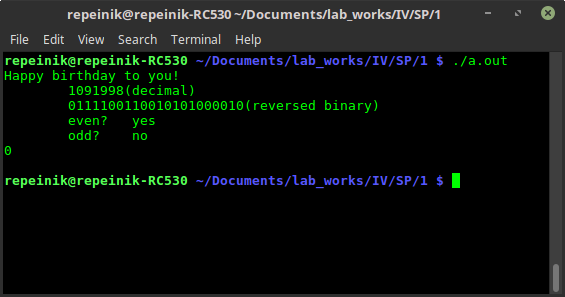 repeinik@repeinik-RC530 ~/Documents/lab_works/IV/SP/1
File Edit View Search Terminal Help
repeinik@repeinik-RC530 ~/Documents/lab_works/IV/SP/1 $ ./a.out
Happy birthday to you!
1091998(decimal)
0111100110010101000010(reversed binary)
even? yes
odd? no
0
repeinik@repeinik-RC530 ~/Documents/lab_works/IV/SP/1 $